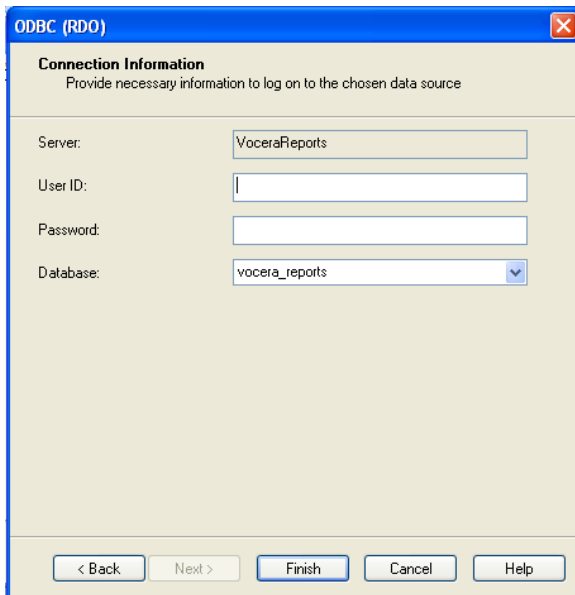 ODBC (RDO)
Connection Information
Provide necessary information to log on to the chosen data source
Server: VoceraReports
User ID:
Password:
Database: vocera_reports
< Back Next > Finish Cancel Help